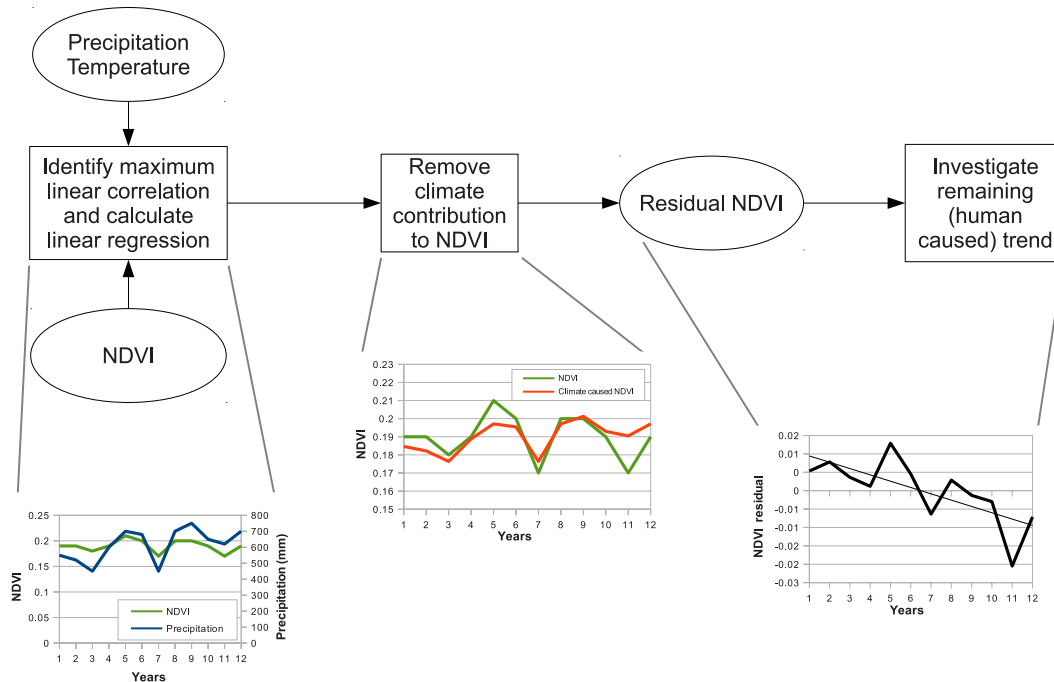 Precipitation
Temperature
Identify maximum
linear correlation
and calculate
linear regression
NDVI
Remove
climate
contribution
to NDVI
Residual NDVI
Investigate
remaining
(human
caused) trend
0.23
0.22
0.21
0.2
0.19
0.18
0.17
0.16
0.15
NDVI
NDVI
Climate caused NDVI
1 2 3 4 5 6 7 8 9 10 11 12
Years
0.25
0.2
0.15
0.1
0.05
0
NDVI
800
700
600
500
400
300
200
100
0
Precipitation (mm)
NDVI
Precipitation
1 2 3 4 5 6 7 8 9 10 11 12
Years
0.02
0.01
0
0
-0.01
-0.01
-0.02
-0.02
-0.03
NDVI residual
1 2 3 4 5 6 7 8 9 10 11 12
Years